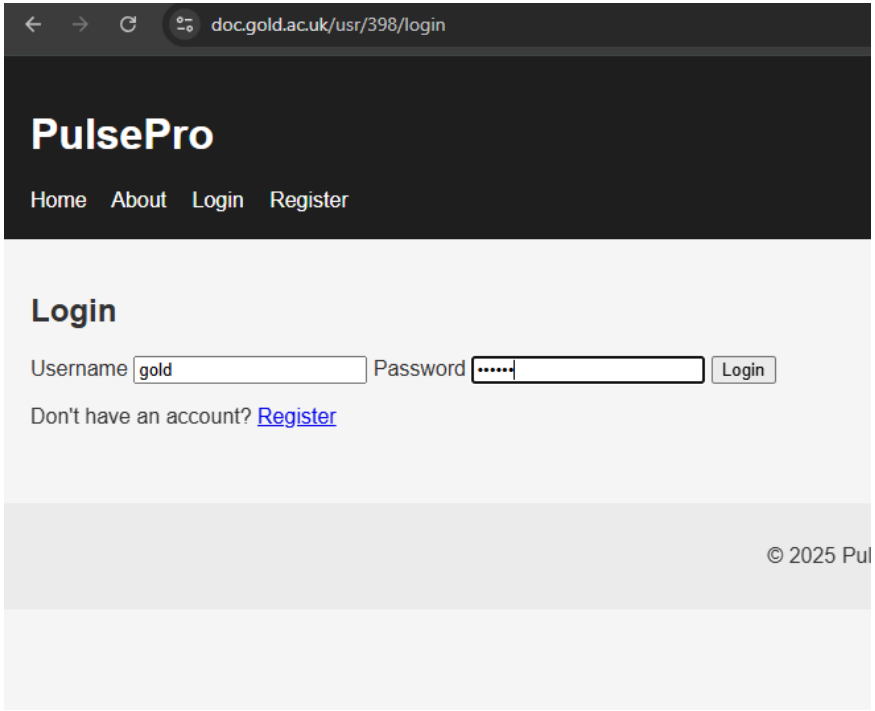 doc.gold.ac.uk/usr/398/login
PulsePro
Home About Login Register
Login
Username gold Password •••••• Login
Don't have an account? Register
© 2025 Pul